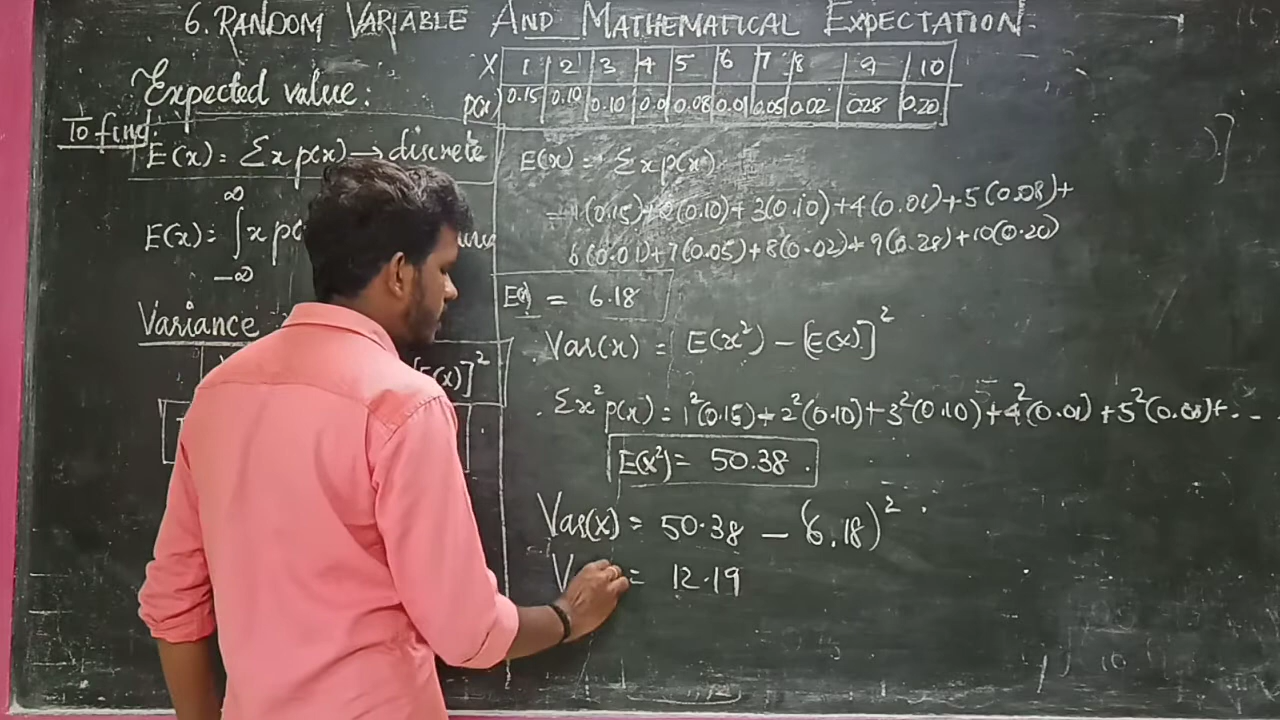 6. RANDOM VARIABLE AND MATHEMATICAL EXPECTATION
Expected value:
To find:
E(x) = Σx p(x) → discrete
E(x) = ∫ x p(
∞
-∞
Variance
E(x)]²
X 1 2 3 4 5 6 7 8 9 10
p(x) 0.15 0.10 0.10 0.0 0.08 0.01 0.05 0.02 0.28 0.20
E(x) = Σxp(x)
= 1(0.15)+2(0.10)+3(0.10)+4(0.01)+5(0.08)+
6(0.01)+7(0.05)+8(0.02)+9(0.28)+10(0.20)
E(x) = 6.18
Var(x) = E(x²) - [E(x)]²
Σx²p(x) = 1²(0.15)+2²(0.10)+3²(0.10)+4²(0.01)+5²(0.08)+...
E(x²) = 50.38.
Var(x) = 50.38 - (6.18)²
V = 12.19